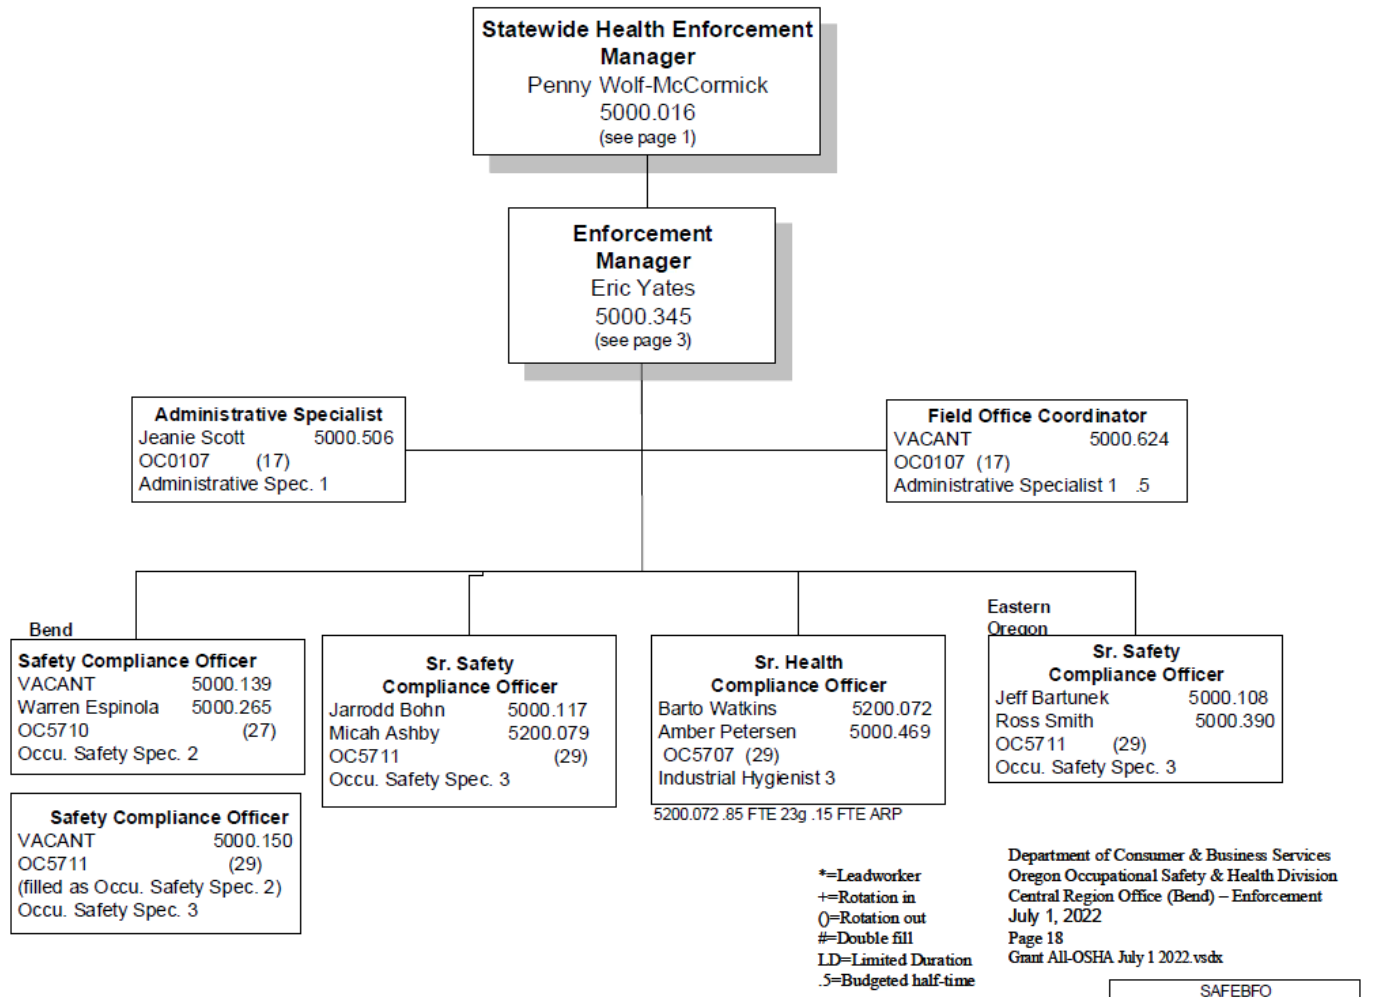 Statewide Health Enforcement
Manager
Penny Wolf-McCormick
5000.016
(see page 1)
Enforcement
Manager
Eric Yates
5000.345
(see page 3)
Administrative Specialist
Jeanie Scott 5000.506
OC0107 (17)
Administrative Spec. 1
Field Office Coordinator
VACANT 5000.624
OC0107 (17)
Administrative Specialist 1 .5
Bend
Safety Compliance Officer
VACANT 5000.139
Warren Espinola 5000.265
OC5710 (27)
Occu. Safety Spec. 2
Safety Compliance Officer
VACANT 5000.150
OC5711 (29)
(filled as Occu. Safety Spec. 2)
Occu. Safety Spec. 3
Sr. Safety
Compliance Officer
Jarrodd Bohn 5000.117
Micah Ashby 5200.079
OC5711 (29)
Occu. Safety Spec. 3
Sr. Health
Compliance Officer
Barto Watkins 5200.072
Amber Petersen 5000.469
OC5707 (29)
Industrial Hygienist 3
5200.072 .85 FTE 23g .15 FTE ARP
Eastern
Oregon
Sr. Safety
Compliance Officer
Jeff Bartunek 5000.108
Ross Smith 5000.390
OC5711 (29)
Occu. Safety Spec. 3
*=Leadworker
+=Rotation in
()=Rotation out
#=Double fill
LD=Limited Duration
.5=Budgeted half-time
Department of Consumer & Business Services
Oregon Occupational Safety & Health Division
Central Region Office (Bend) – Enforcement
July 1, 2022
Page 18
Grant All-OSHA July 1 2022.vsdx
SAFEBFO